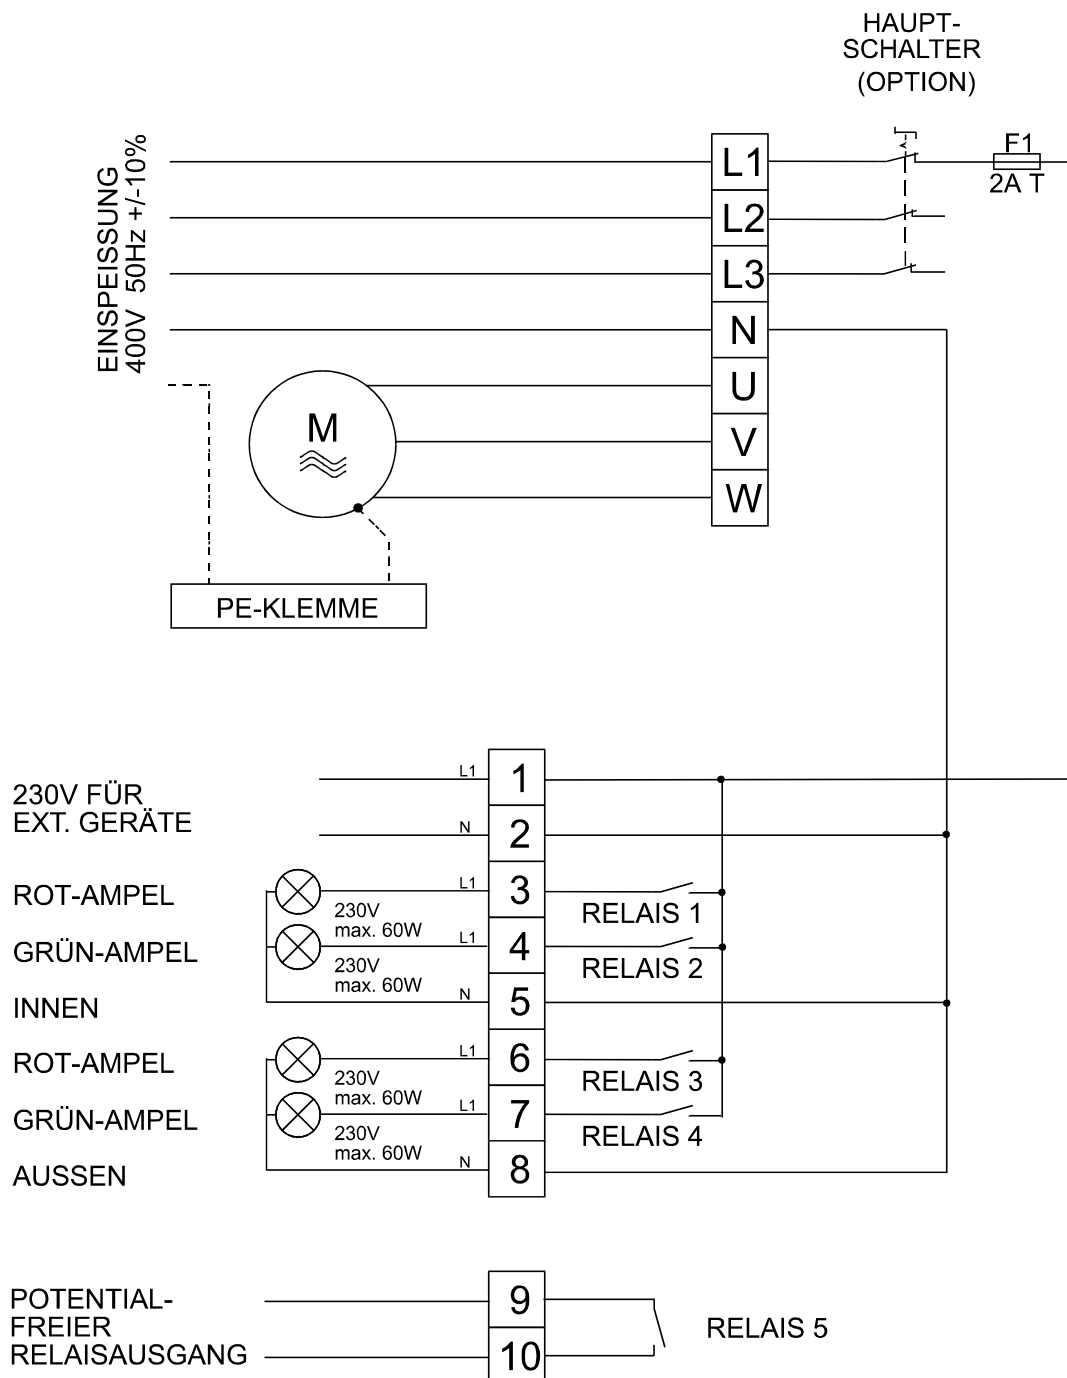 HAUPT-
SCHALTER
(OPTION)
EINSPEISSUNG
400V 50Hz +/-10%
L1
F1
2A T
L2
L3
N
U
M
V
W
PE-KLEMME
230V FÜR
EXT. GERÄTE
L1
1
N
2
ROT-AMPEL
L1
3
230V
max. 60W
RELAIS 1
GRÜN-AMPEL
L1
4
230V
max. 60W
RELAIS 2
INNEN
N
5
ROT-AMPEL
L1
6
230V
max. 60W
RELAIS 3
GRÜN-AMPEL
L1
7
230V
max. 60W
RELAIS 4
AUSSEN
N
8
POTENTIAL-
FREIER
RELAISAUSGANG
9
10
RELAIS 5